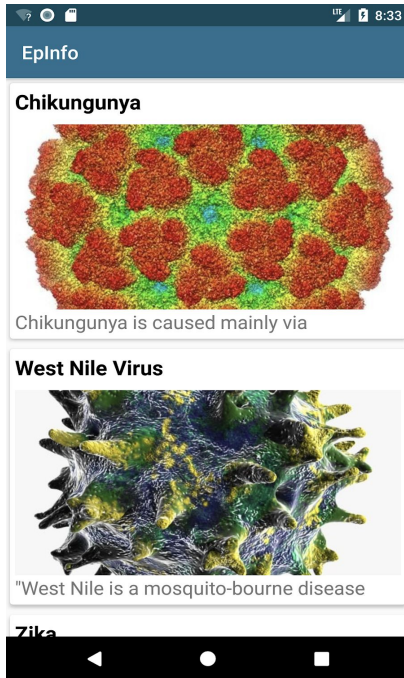 LTE 8:33
EpInfo
Chikungunya
Chikungunya is caused mainly via
West Nile Virus
"West Nile is a mosquito-bourne disease
Zika